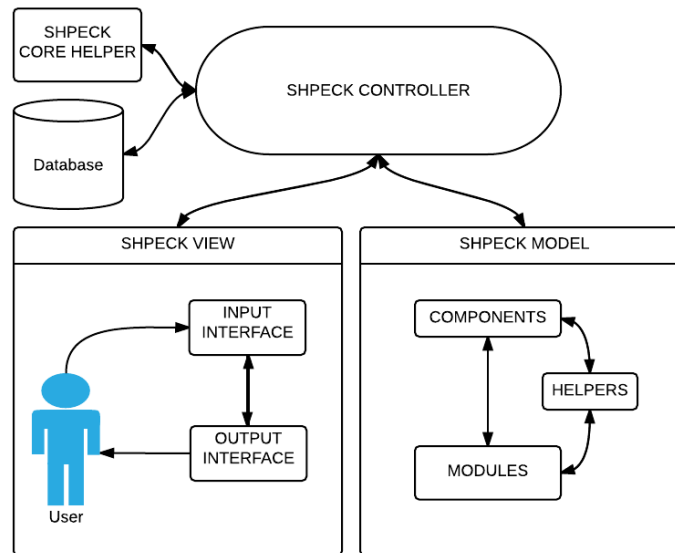 SHPECK
CORE HELPER
SHPECK CONTROLLER
Database
SHPECK VIEW
INPUT
INTERFACE
OUTPUT
INTERFACE
User
SHPECK MODEL
COMPONENTS
HELPERS
MODULES